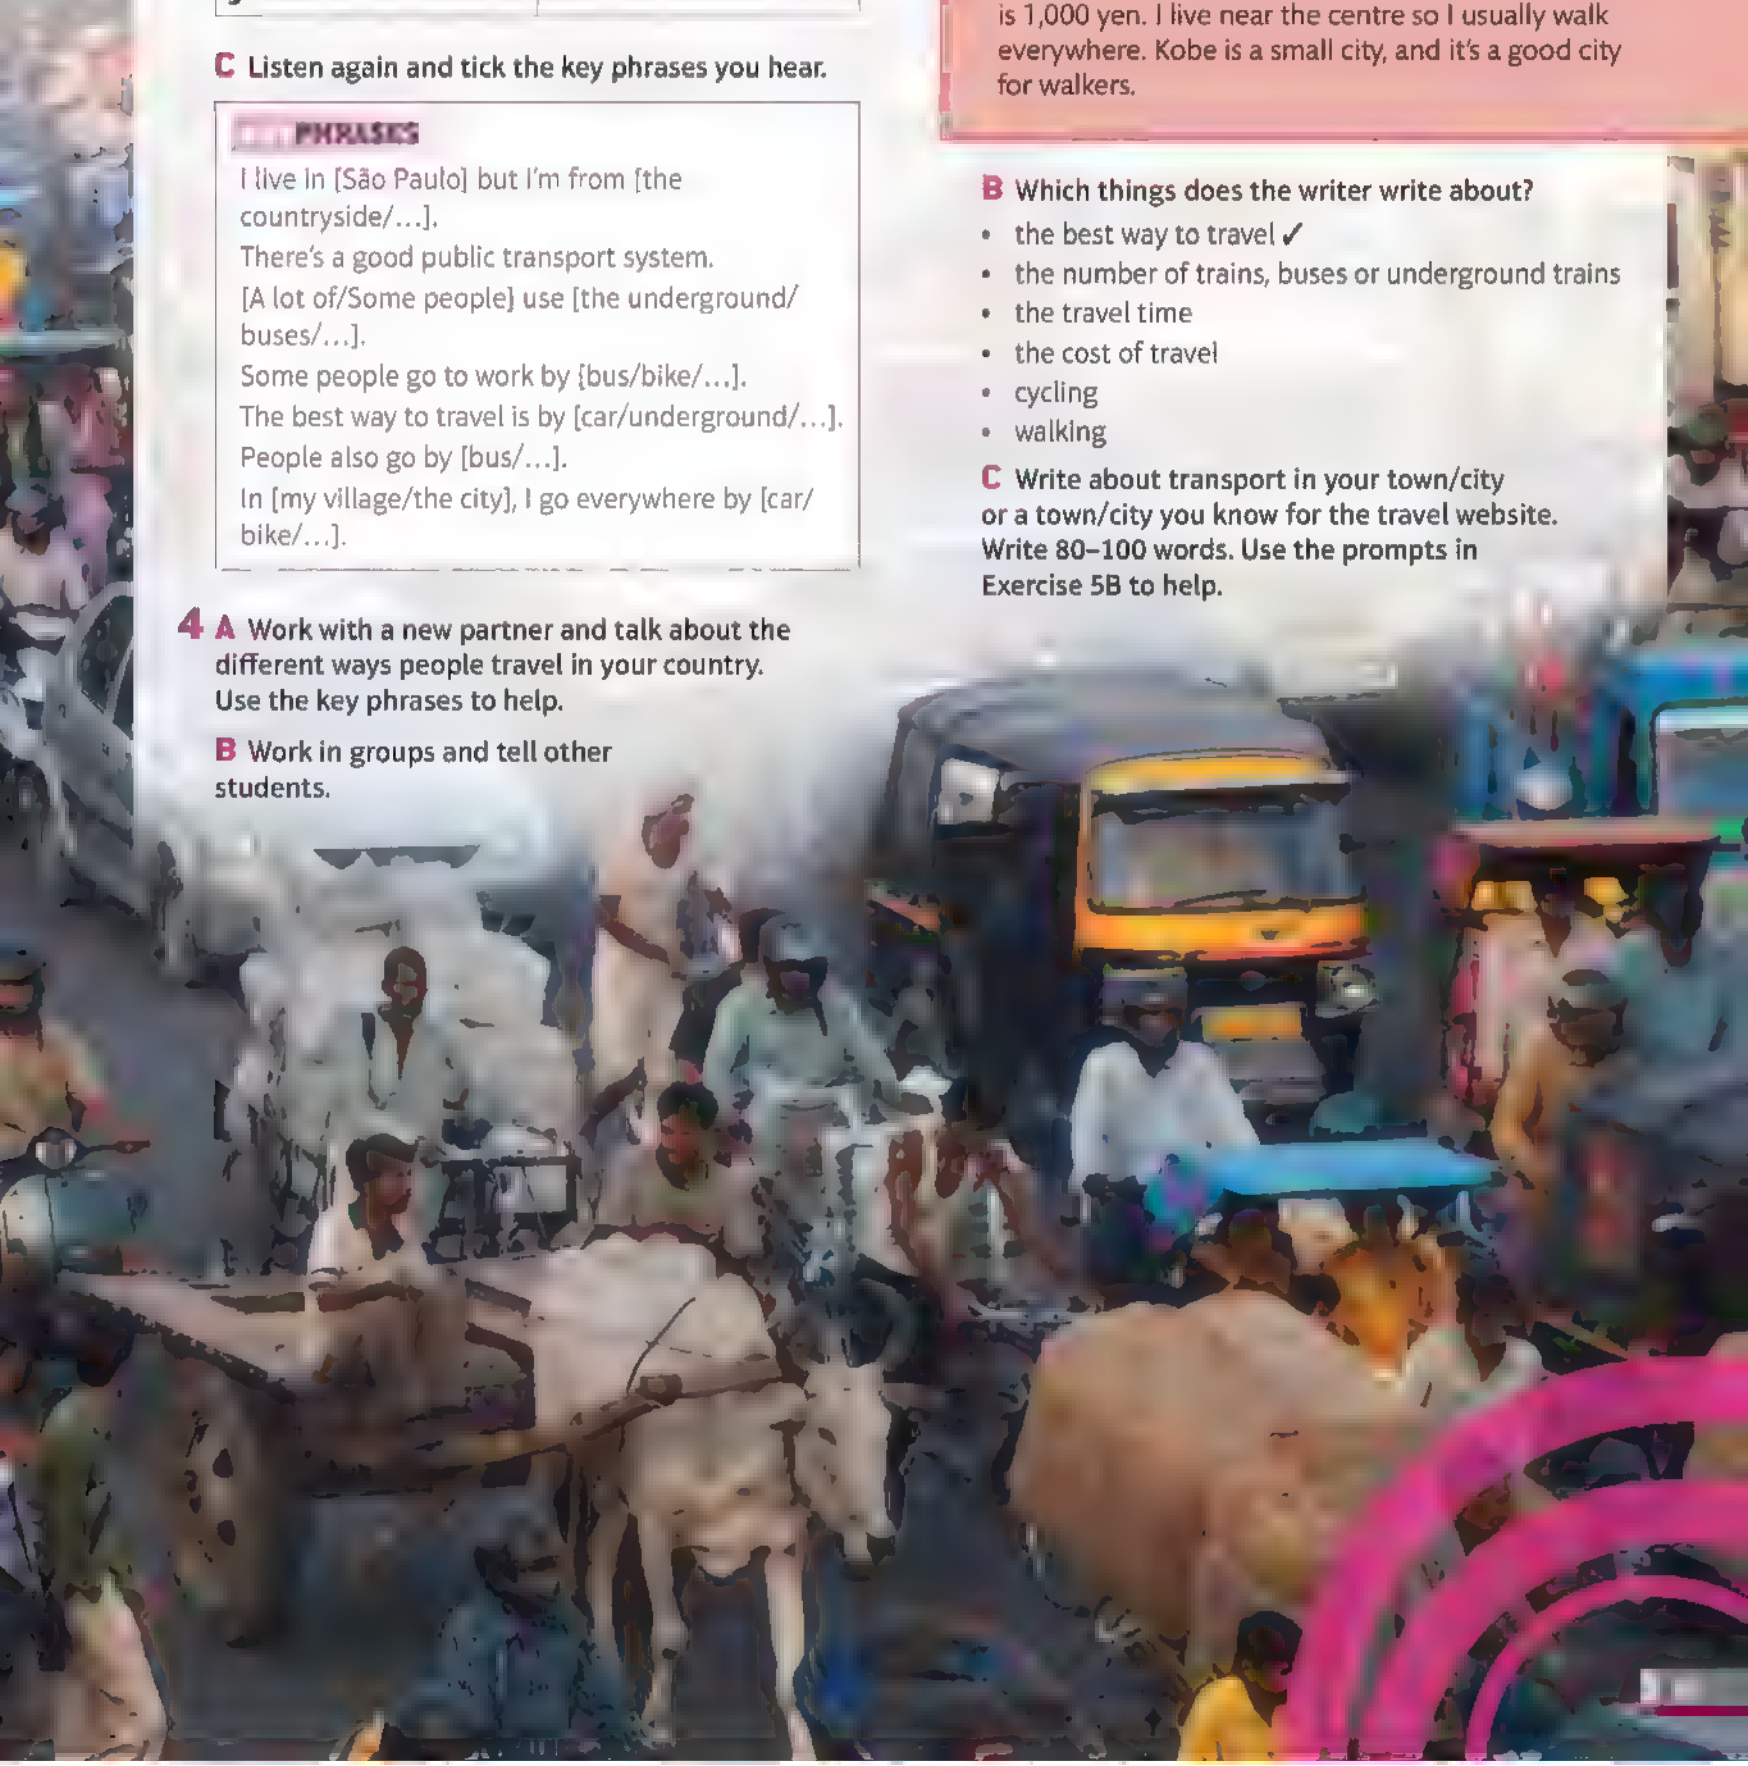 C Listen again and tick the key phrases you hear.
PHRASES
I live in [São Paulo] but I'm from [the
countryside/...].
There's a good public transport system.
[A lot of/Some people] use [the underground/
buses/...].
Some people go to work by [bus/bike/...].
The best way to travel is by [car/underground/...].
People also go by [bus/...].
In [my village/the city], I go everywhere by [car/
bike/...].
4 A Work with a new partner and talk about the
different ways people travel in your country.
Use the key phrases to help.
B Work in groups and tell other
students.
is 1,000 yen. I live near the centre so I usually walk
everywhere. Kobe is a small city, and it's a good city
for walkers.
B Which things does the writer write about?
• the best way to travel ✓
• the number of trains, buses or underground trains
• the travel time
• the cost of travel
• cycling
• walking
C Write about transport in your town/city
or a town/city you know for the travel website.
Write 80–100 words. Use the prompts in
Exercise 5B to help.